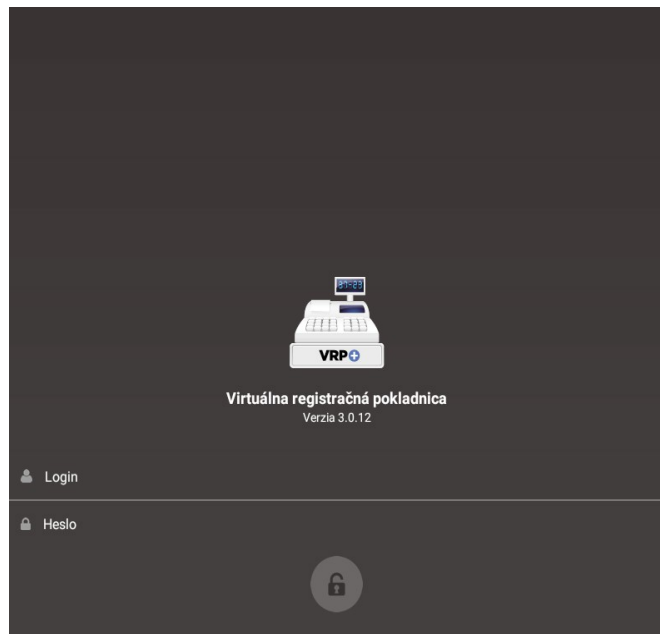 VRP
Virtuálna registračná pokladnica
Verzia 3.0.12
Login
Heslo